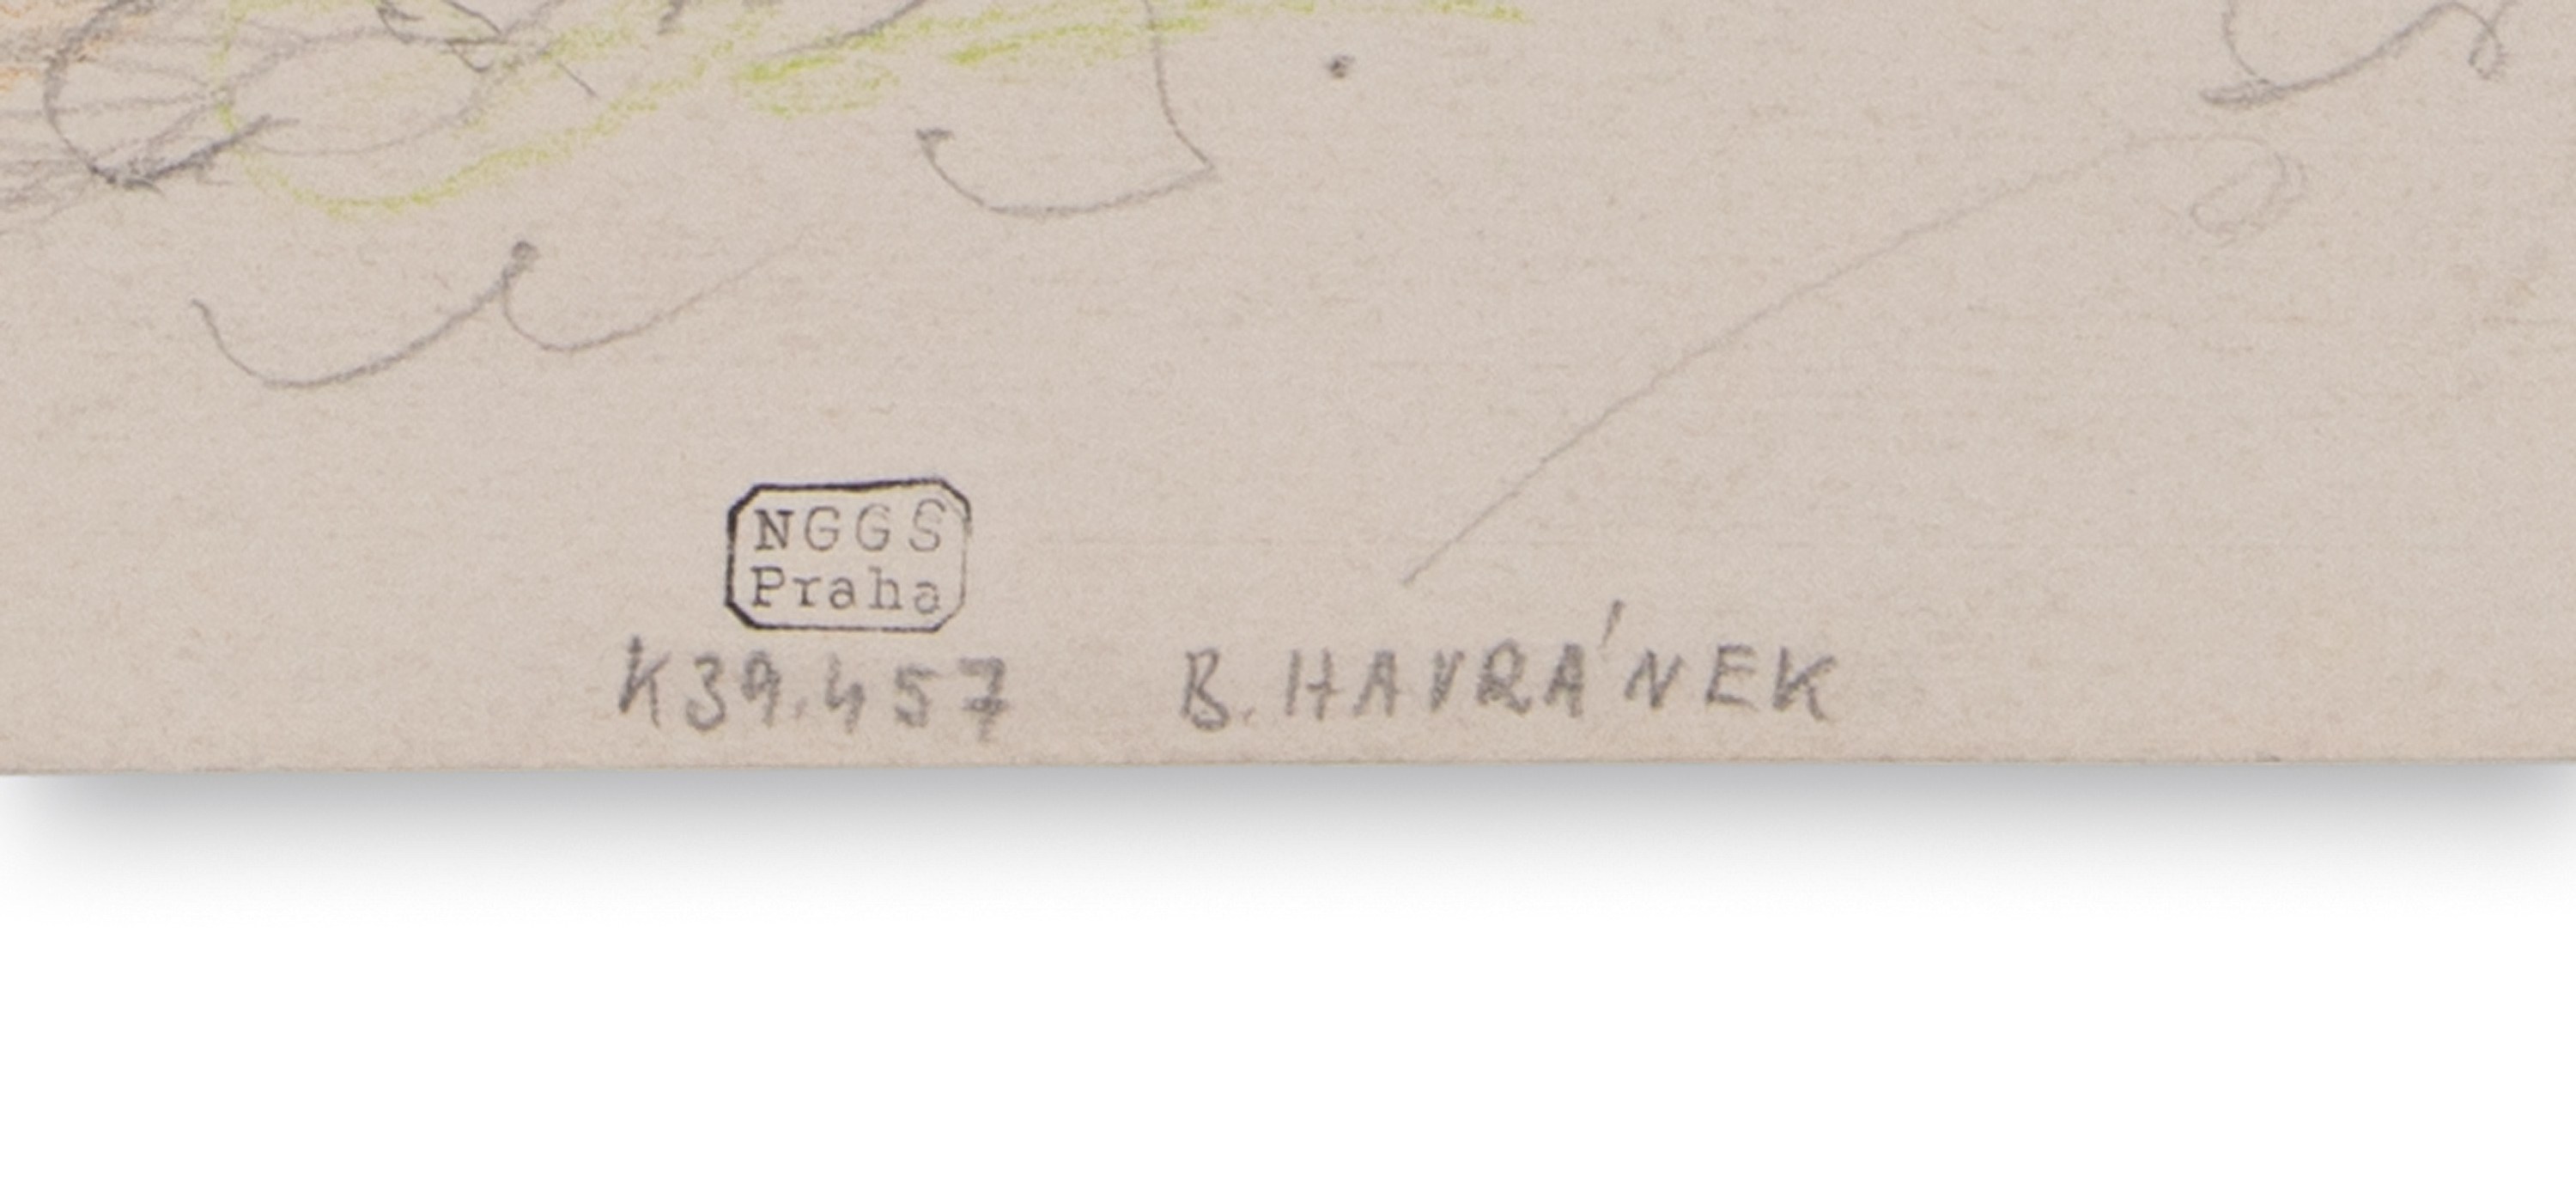 NGGS
Praha
K39.457 B. HAVRÁNEK